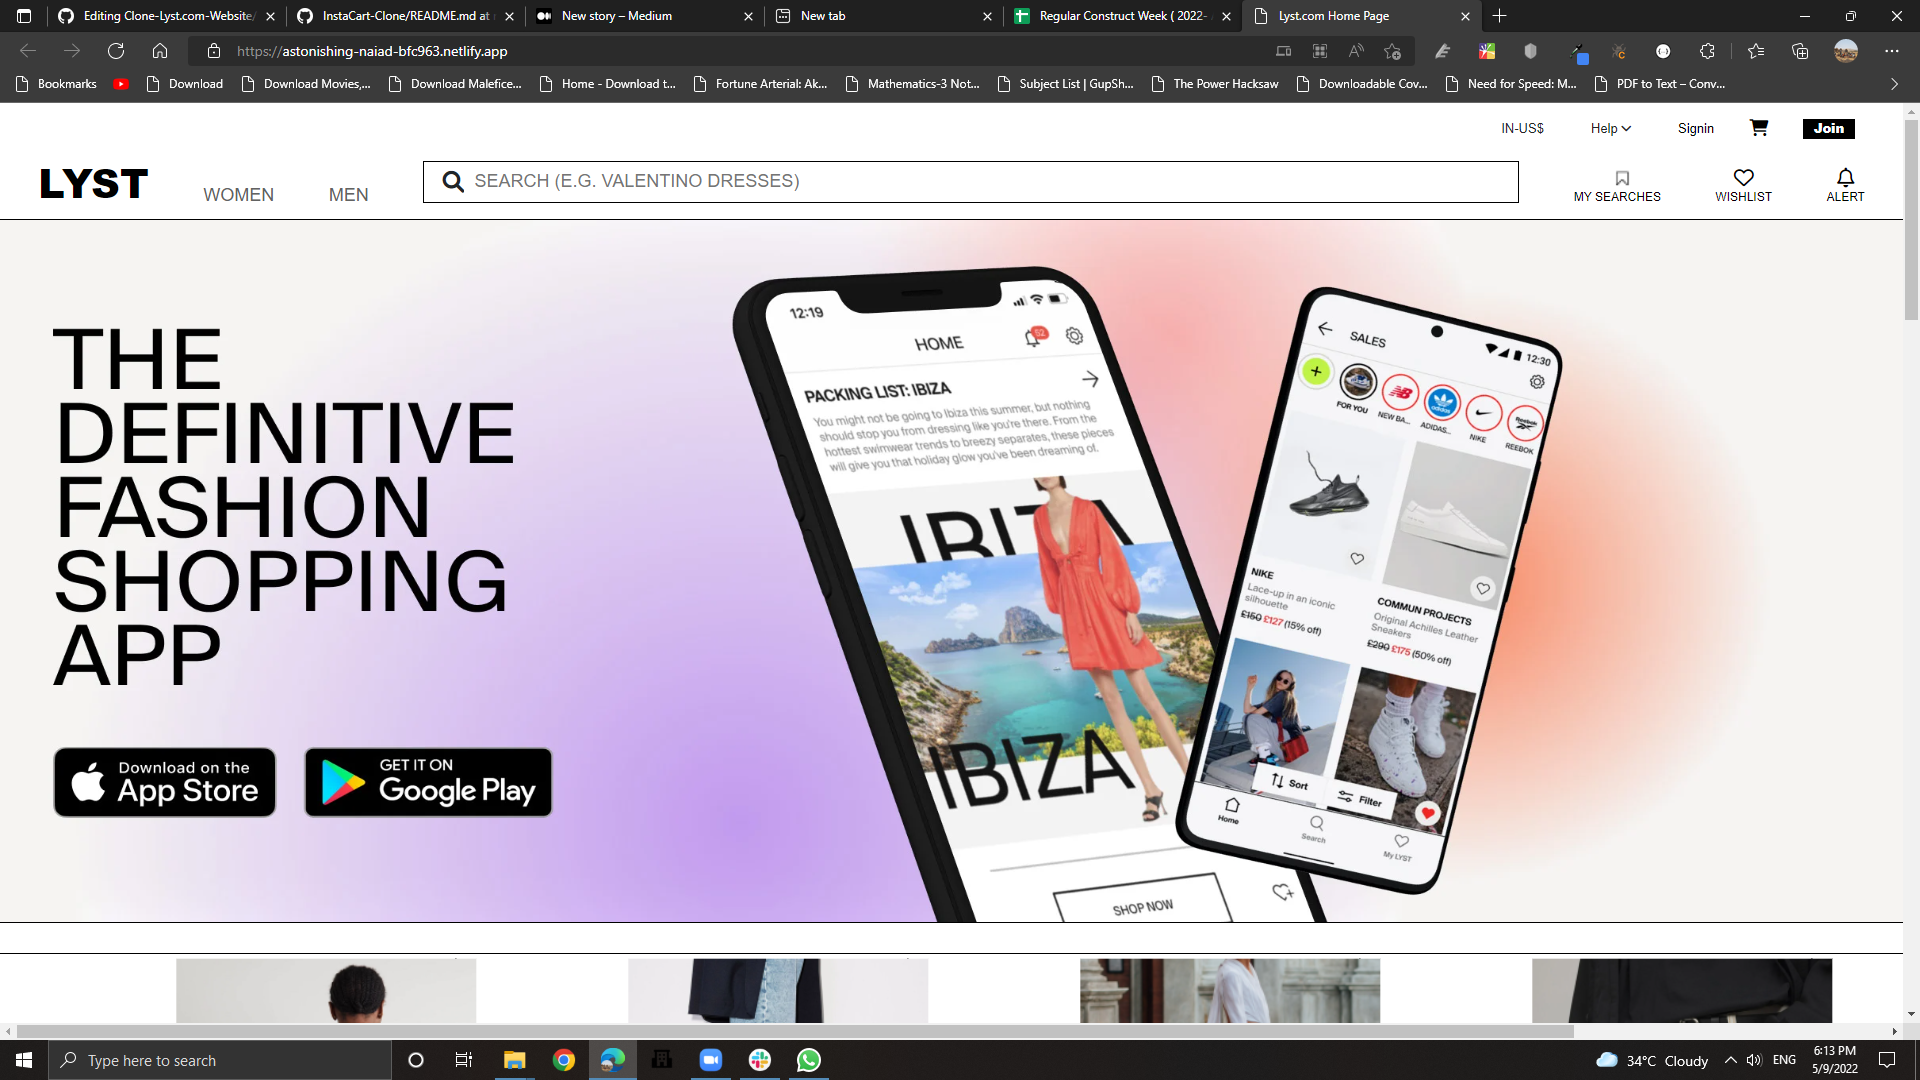 Editing Clone-Lyst.com-Website/
InstaCart-Clone/README.md at
New story – Medium
New tab
Regular Construct Week ( 2022-
Lyst.com Home Page
https://astonishing-naiad-bfc963.netlify.app
Bookmarks
Download
Download Movies,...
Download Malefice...
Home - Download t...
Fortune Arterial: Ak...
Mathematics-3 Not...
Subject List | GupSh...
The Power Hacksaw
Downloadable Cov...
Need for Speed: M...
PDF to Text – Conv...
IN-US$
Help
Signin
Join
LYST
WOMEN
MEN
SEARCH (E.G. VALENTINO DRESSES)
MY SEARCHES
WISHLIST
ALERT
THE
DEFINITIVE
FASHION
SHOPPING
APP
Download on the
App Store
GET IT ON
Google Play
12:19
HOME
52
PACKING LIST: IBIZA
You might not be going to Ibiza this summer, but nothing
should stop you from dressing like you're there. From the
hottest swimwear trends to breezy separates, these pieces
will give you that holiday glow you've been dreaming of.
IBIZA
IBIZA
SHOP NOW
12:30
SALES
FOR YOU
NEW BA...
ADIDAS...
NIKE
REEBOK
adidas
Reebok
NIKE
Lace-up in an iconic
silhouette
£150 £127 (15% off)
COMMUN PROJECTS
Original Achilles Leather
Sneakers
£290 £175 (50% off)
Sort
Filter
Home
Search
My LYST
Type here to search
34°C Cloudy
ENG
6:13 PM
5/9/2022